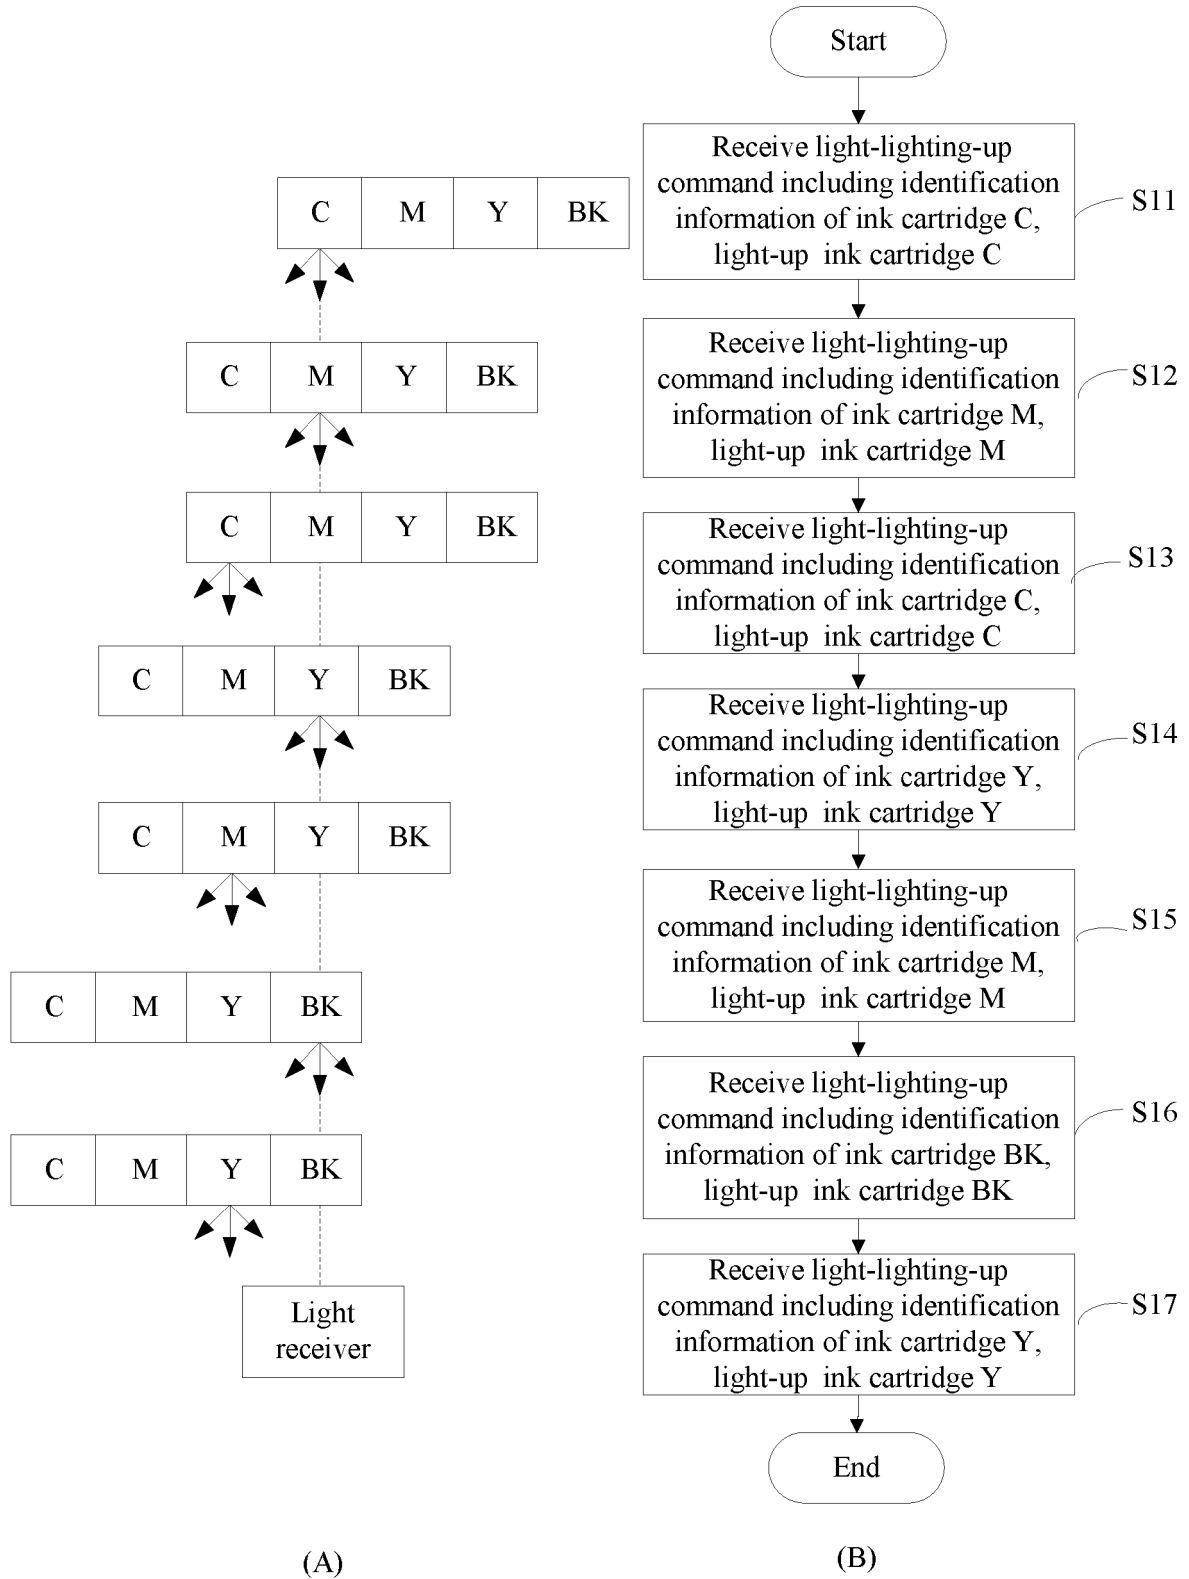 C M Y BK
C M Y BK
C M Y BK
C M Y BK
C M Y BK
C M Y BK
C M Y BK
Light
receiver
(A)
Start
Receive light-lighting-up
command including identification
information of ink cartridge C,
light-up ink cartridge C
S11
Receive light-lighting-up
command including identification
information of ink cartridge M,
light-up ink cartridge M
S12
Receive light-lighting-up
command including identification
information of ink cartridge C,
light-up ink cartridge C
S13
Receive light-lighting-up
command including identification
information of ink cartridge Y,
light-up ink cartridge Y
S14
Receive light-lighting-up
command including identification
information of ink cartridge M,
light-up ink cartridge M
S15
Receive light-lighting-up
command including identification
information of ink cartridge BK,
light-up ink cartridge BK
S16
Receive light-lighting-up
command including identification
information of ink cartridge Y,
light-up ink cartridge Y
S17
End
(B)